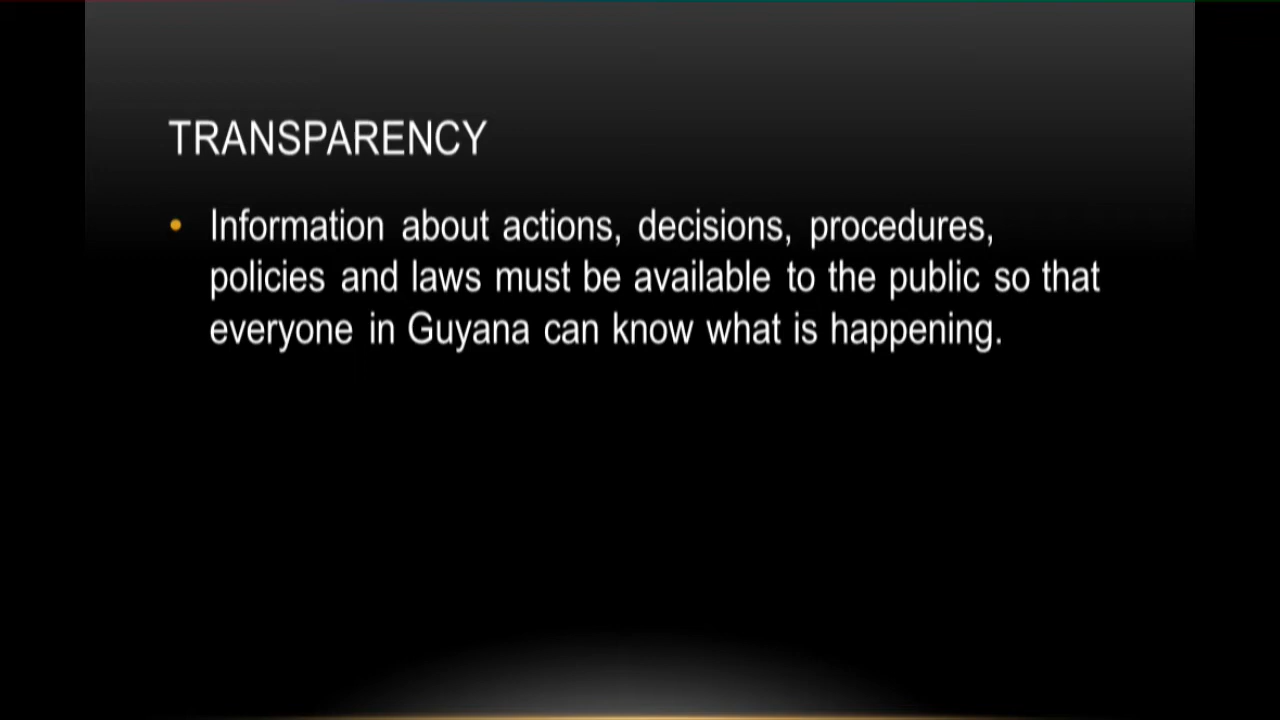 TRANSPARENCY
• Information about actions, decisions, procedures,
policies and laws must be available to the public so that
everyone in Guyana can know what is happening.